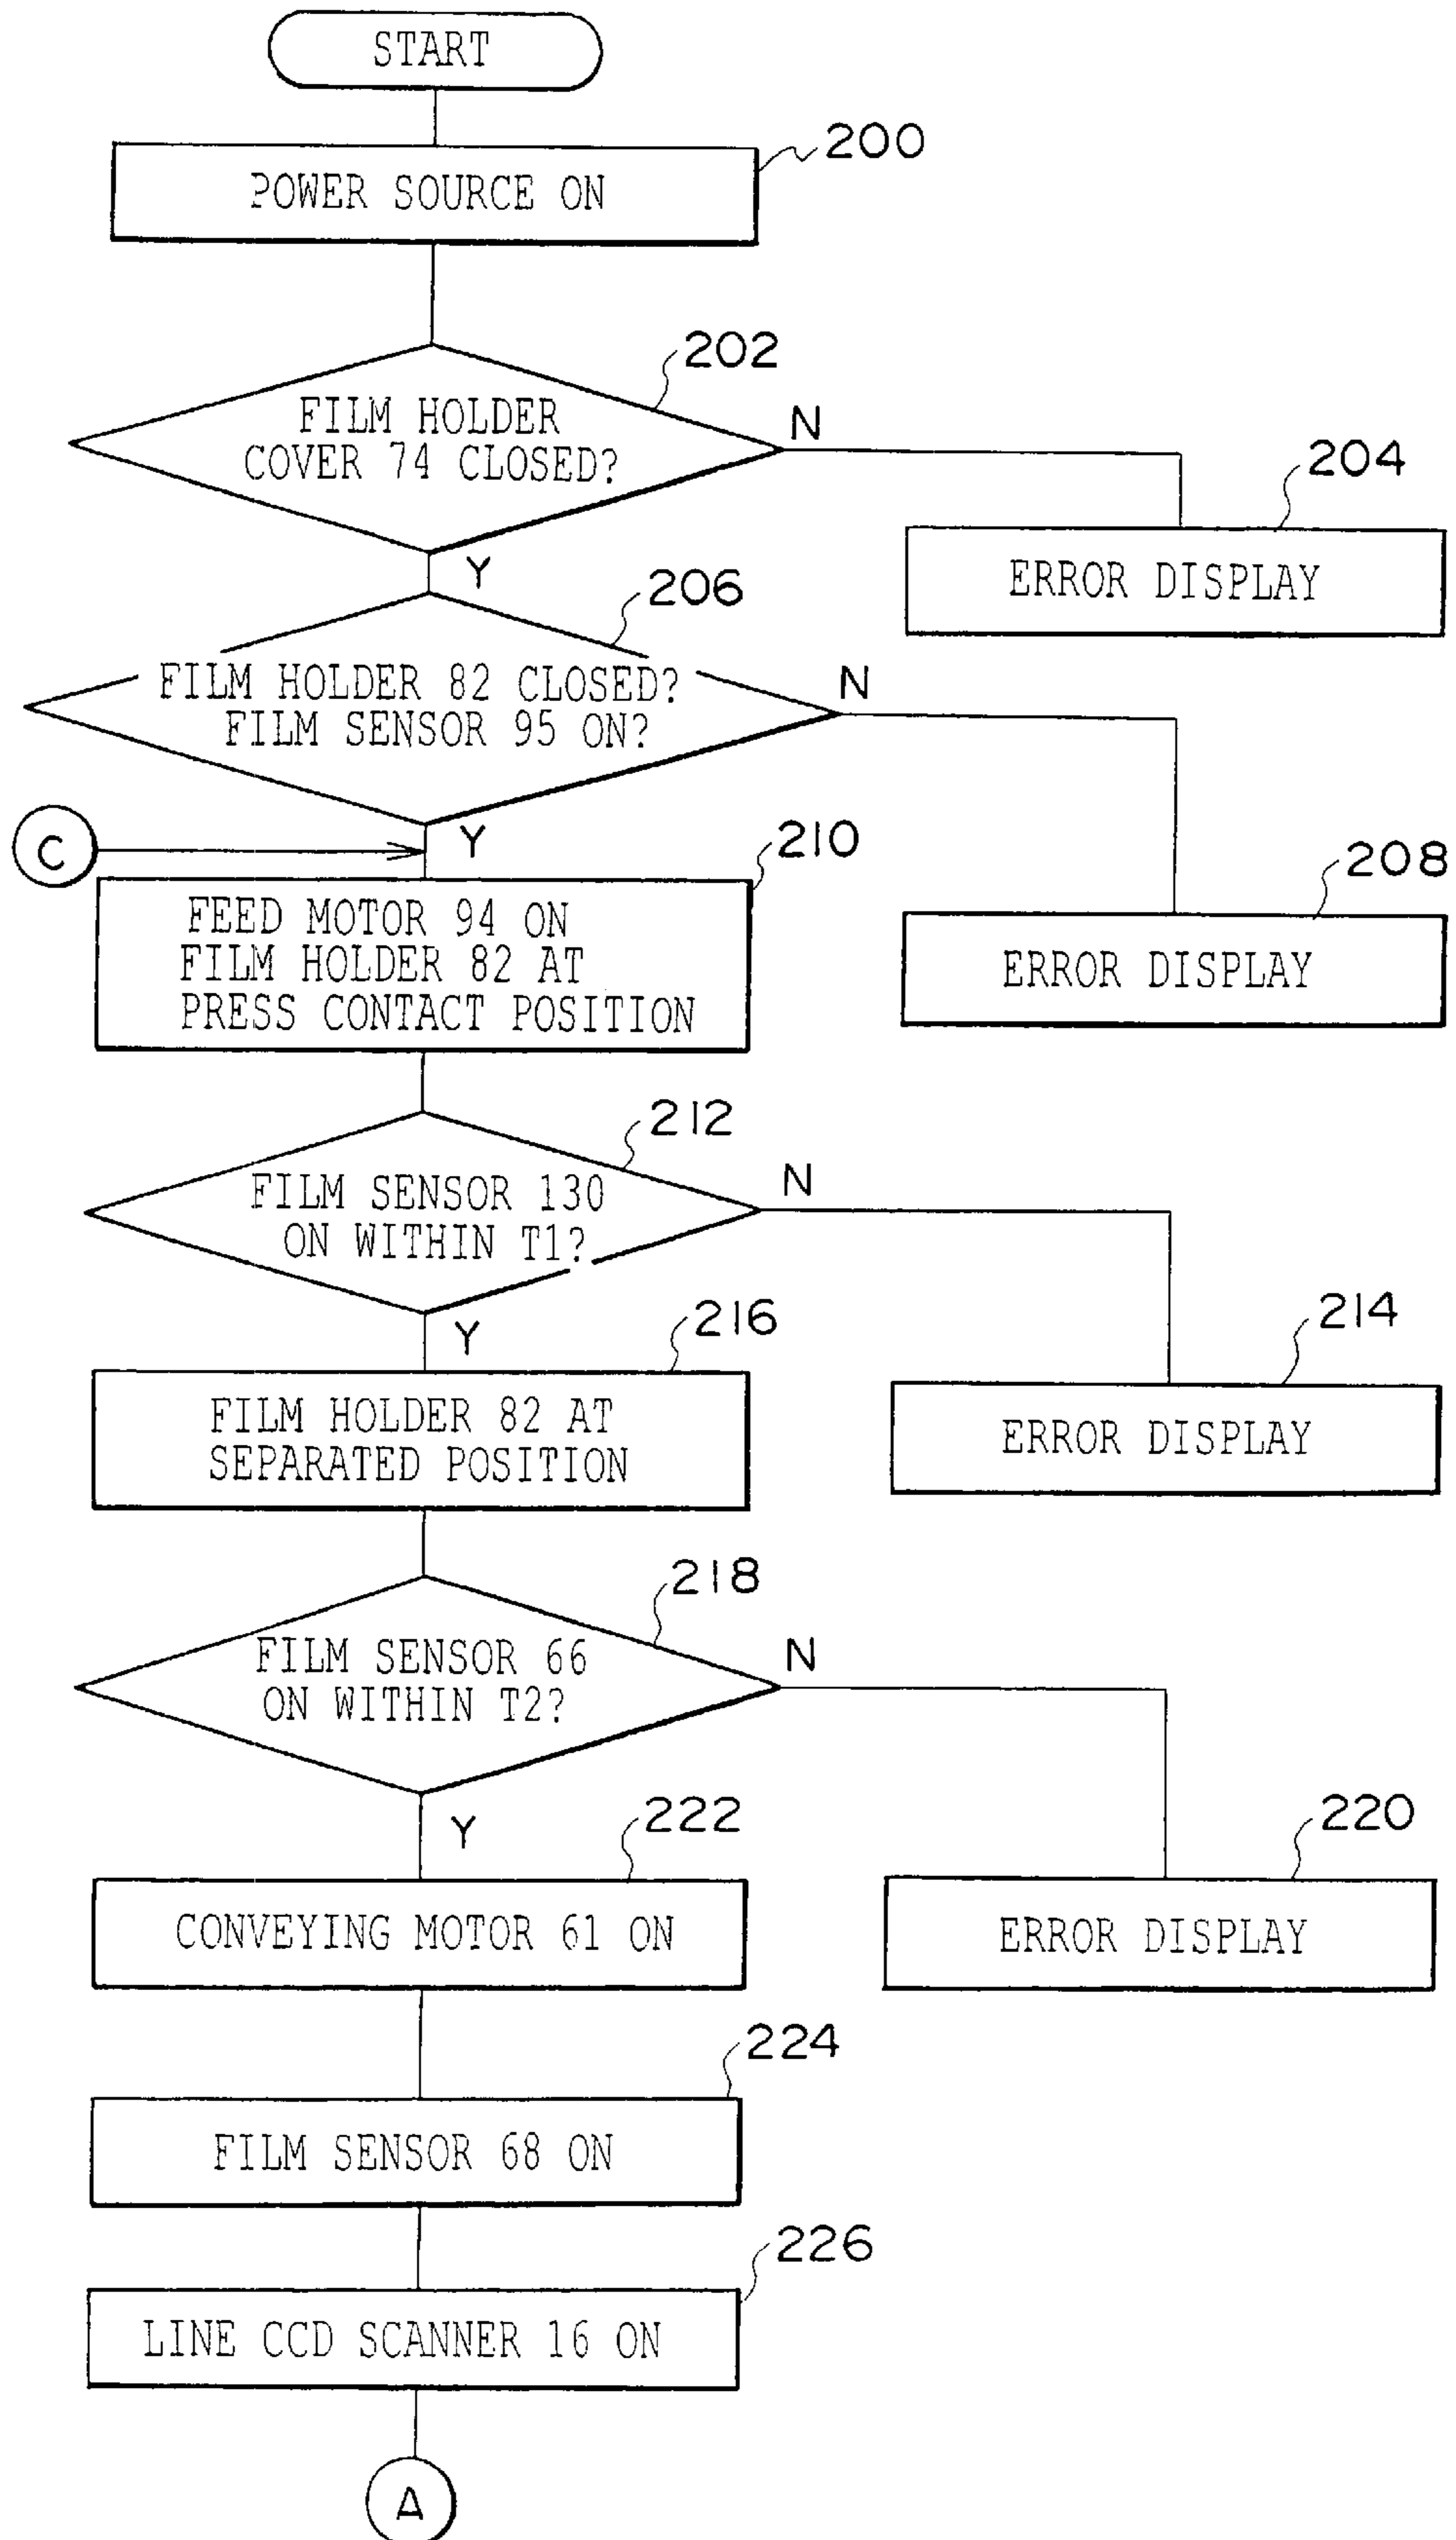 START
200
POWER SOURCE ON
202
FILM HOLDER
COVER 74 CLOSED?
N
204
ERROR DISPLAY
Y
206
FILM HOLDER 82 CLOSED?
FILM SENSOR 95 ON?
N
208
ERROR DISPLAY
C
Y
210
FEED MOTOR 94 ON
FILM HOLDER 82 AT
PRESS CONTACT POSITION
212
FILM SENSOR 130
ON WITHIN T1?
N
214
ERROR DISPLAY
Y
216
FILM HOLDER 82 AT
SEPARATED POSITION
218
FILM SENSOR 66
ON WITHIN T2?
N
220
ERROR DISPLAY
Y
222
CONVEYING MOTOR 61 ON
224
FILM SENSOR 68 ON
226
LINE CCD SCANNER 16 ON
A